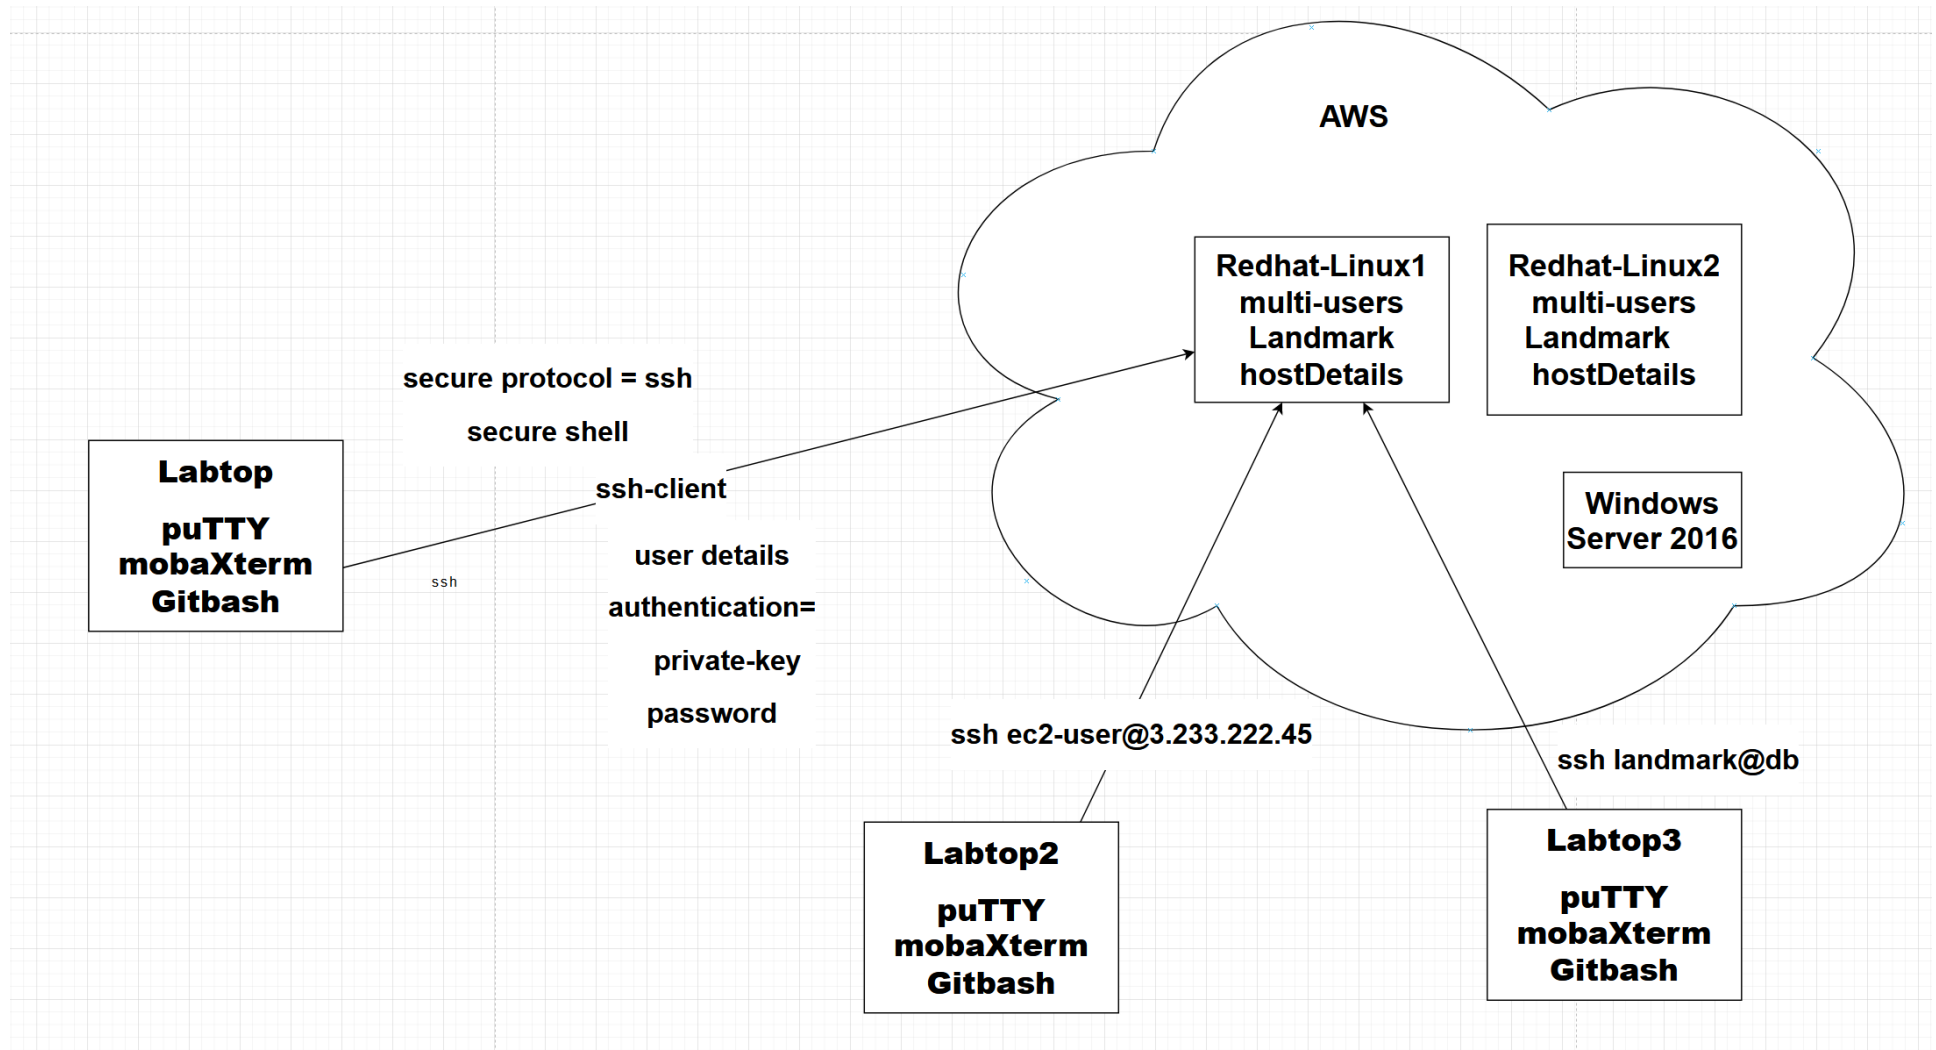 AWS
Redhat-Linux1
multi-users
Landmark
hostDetails
Redhat-Linux2
multi-users
Landmark
hostDetails
Windows
Server 2016
secure protocol = ssh
secure shell
ssh-client
Labtop
puTTY
mobaXterm
Gitbash
ssh
user details
authentication=
private-key
password
ssh ec2-user@3.233.222.45
ssh landmark@db
Labtop2
puTTY
mobaXterm
Gitbash
Labtop3
puTTY
mobaXterm
Gitbash